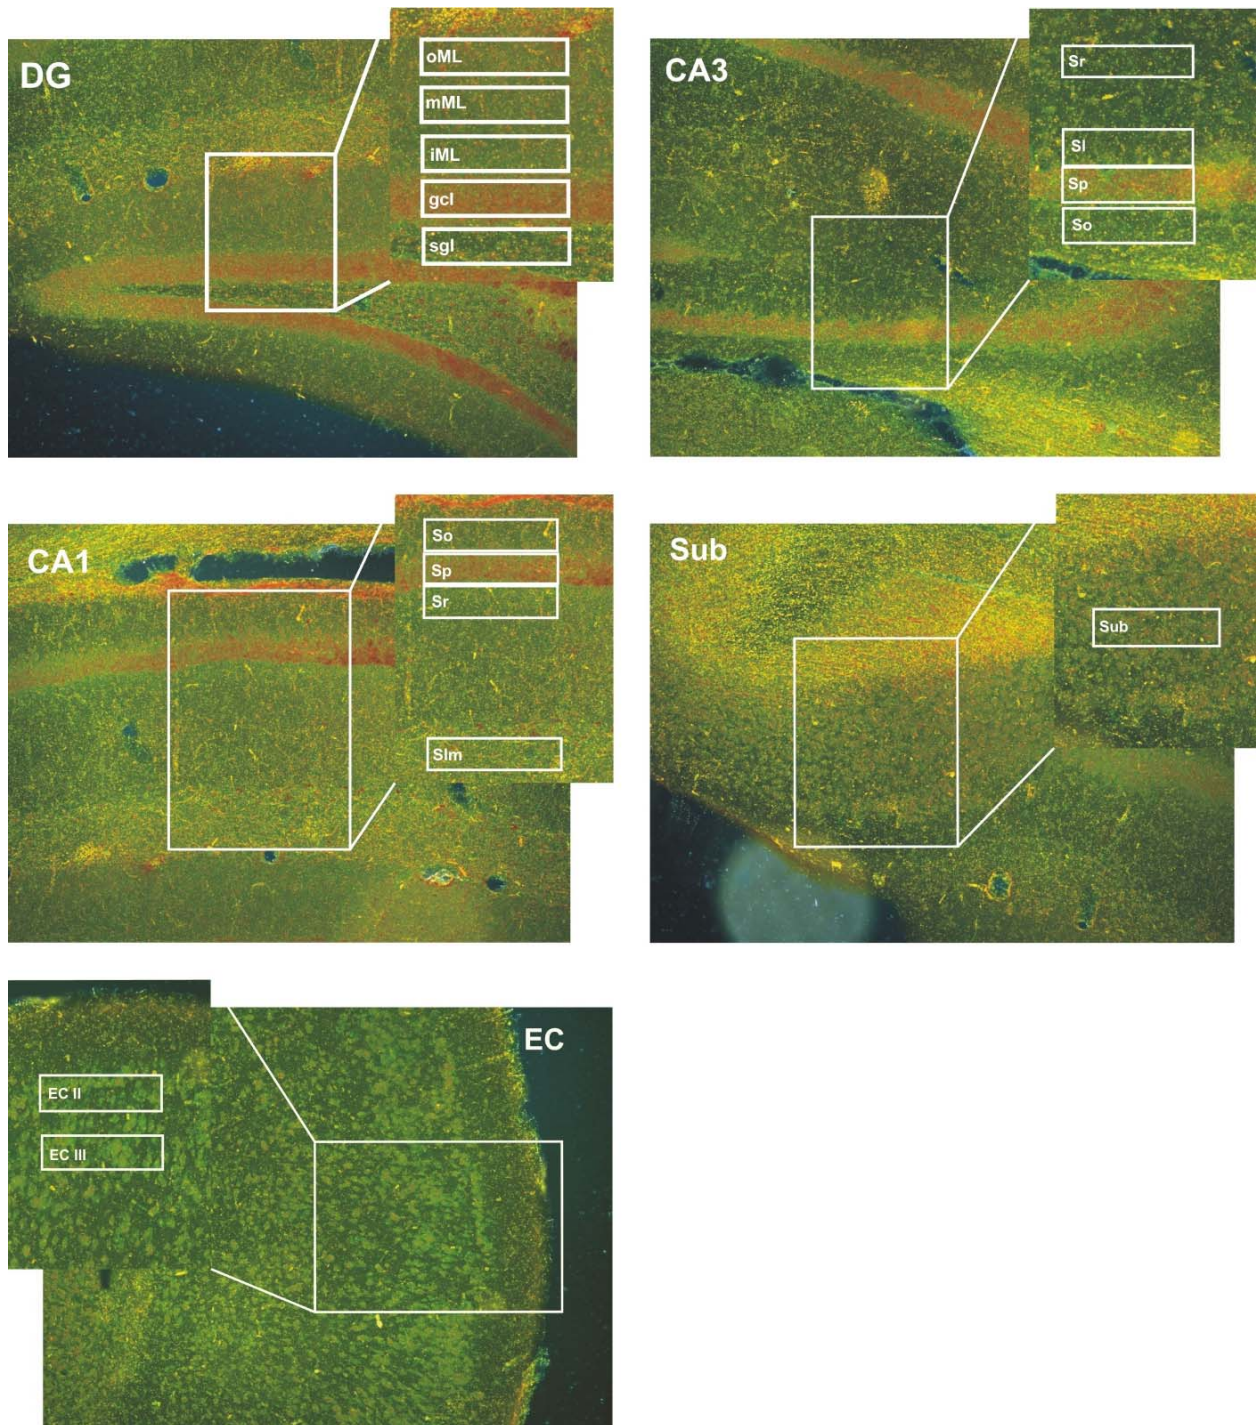 DG
oML
mML
iML
gcl
sgl
CA3
Sr
Sl
Sp
So
CA1
So
Sp
Sr
Slm
Sub
Sub
EC
EC II
EC III